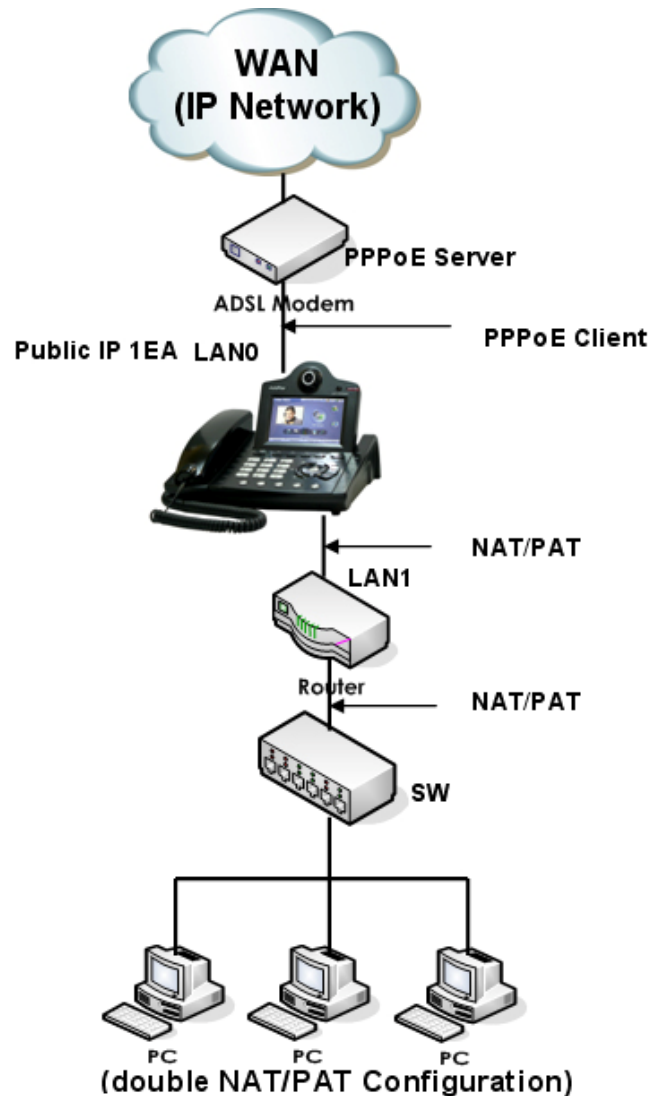 WAN
(IP Network)
PPPoE Server
ADSL Modem
PPPoE Client
Public IP 1EA LAN0
NAT/PAT
LAN1
Router
NAT/PAT
SW
PC
PC
PC
(double NAT/PAT Configuration)